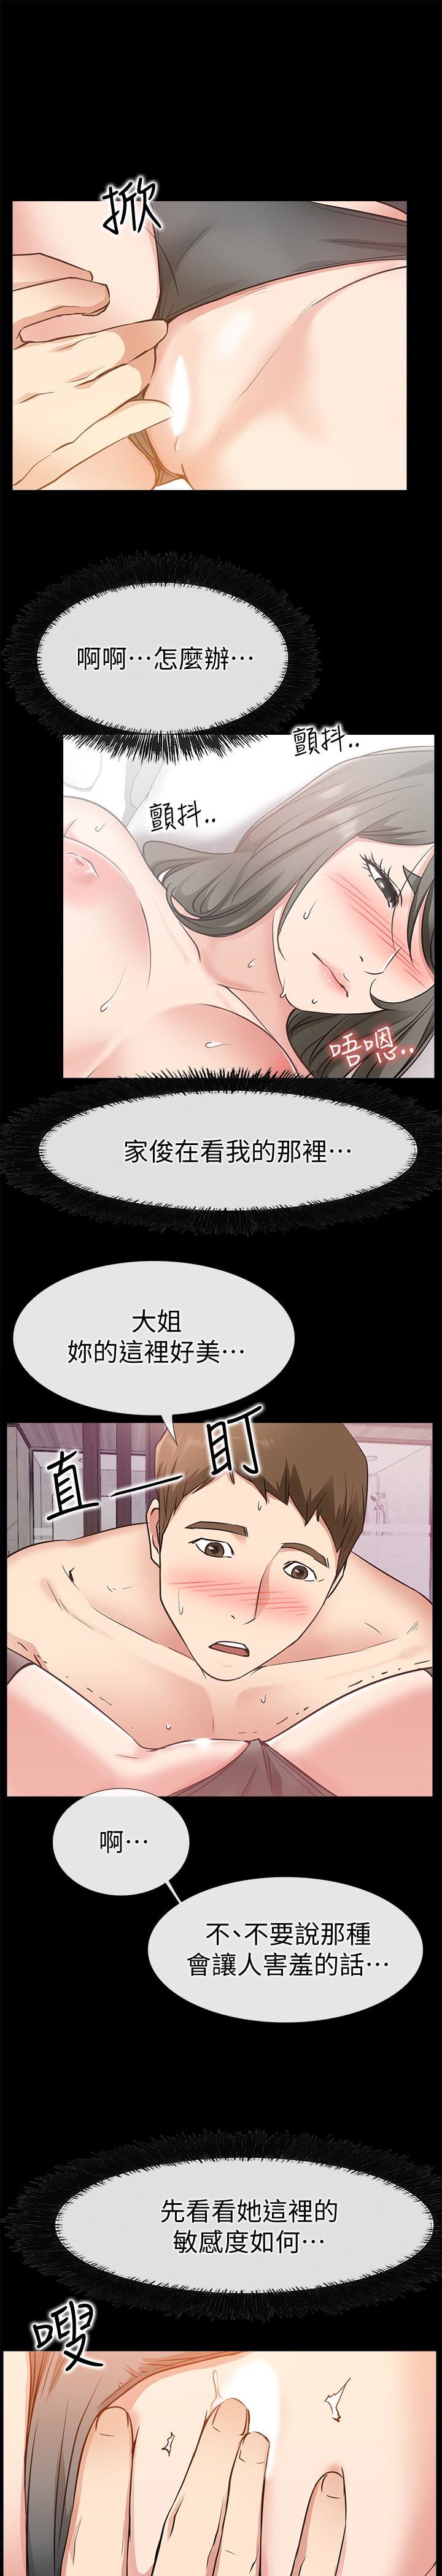 掀
啊啊⋯怎麼辦⋯
顫抖..
顫抖..
唔嗯..
家俊在看我的那裡⋯
大姐
妳的這裡好美⋯
直—盯
啊⋯
不、不要說那種
會讓人害羞的話⋯
先看看她這裡的
敏感度如何⋯
嗖